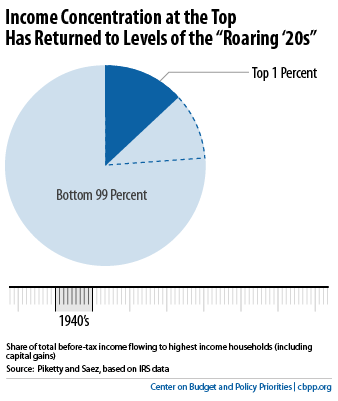 Income Concentration at the Top
Has Returned to Levels of the “Roaring ‘20s”
Top 1 Percent
Bottom 99 Percent
1940's
Share of total before-tax income flowing to highest income households (including
capital gains)
Source: Piketty and Saez, based on IRS data
Center on Budget and Policy Priorities | cbpp.org